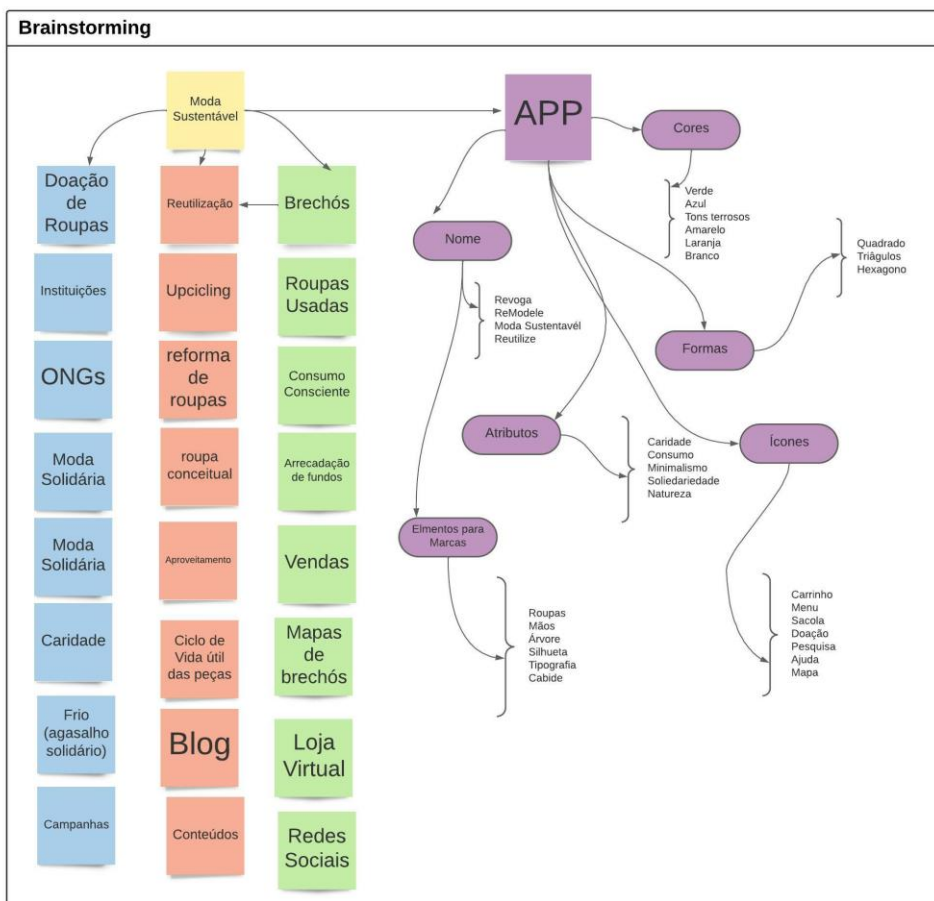 Brainstorming
Moda
Sustentável
Doação
de
Roupas
Instituições
ONGs
Moda
Solidária
Moda
Solidária
Caridade
Frio
(agasalho
solidário)
Campanhas
Reutilização
Upcicling
reforma
de
roupas
roupa
conceitual
Aproveitamento
Ciclo de
Vida útil
das peças
Blog
Conteúdos
Brechós
Roupas
Usadas
Consumo
Consciente
Arrecadação
de fundos
Vendas
Mapas
de
brechós
Loja
Virtual
Redes
Sociais
APP
Cores
Verde
Azul
Tons terrosos
Amarelo
Laranja
Branco
Nome
Revoga
ReModele
Moda Sustentavél
Reutilize
Formas
Quadrado
Triâgulos
Hexagono
Atributos
Caridade
Consumo
Minimalismo
Soliedariedade
Natureza
Ícones
Carrinho
Menu
Sacola
Doação
Pesquisa
Ajuda
Mapa
Elmentos para
Marcas
Roupas
Mãos
Árvore
Silhueta
Tipografia
Cabide